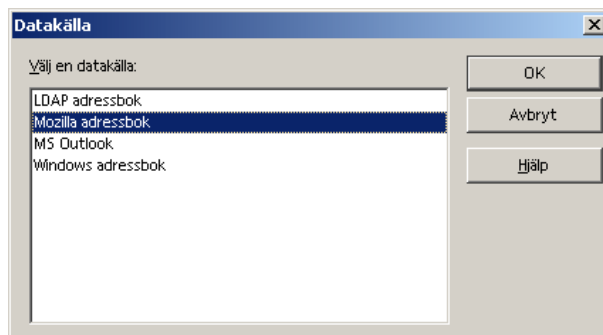 Datakälla
Välj en datakälla:
LDAP adressbok
Mozilla adressbok
MS Outlook
Windows adressbok
OK
Avbryt
Hjälp